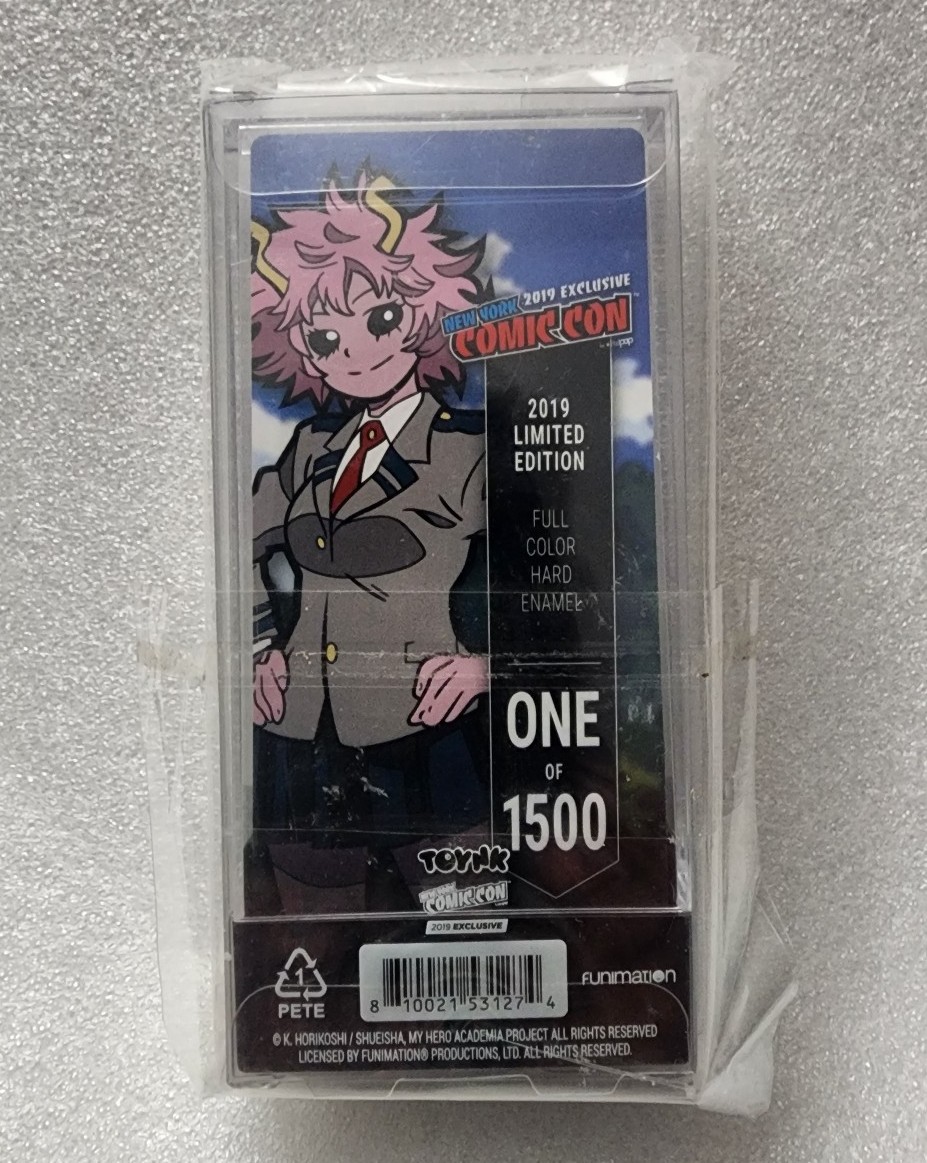 2019 EXCLUSIVE
NEW YORK
COMIC CON
2019
LIMITED
EDITION
FULL
COLOR
HARD
ENAMEL
ONE
OF
1500
TOYNK
NEW YORK
COMIC CON
2019 EXCLUSIVE
1
PETE
8 10021 53127 4
FUNIMATION
© K. HORIKOSHI / SHUEISHA, MY HERO ACADEMIA PROJECT ALL RIGHTS RESERVED
LICENSED BY FUNIMATION® PRODUCTIONS, LTD. ALL RIGHTS RESERVED.